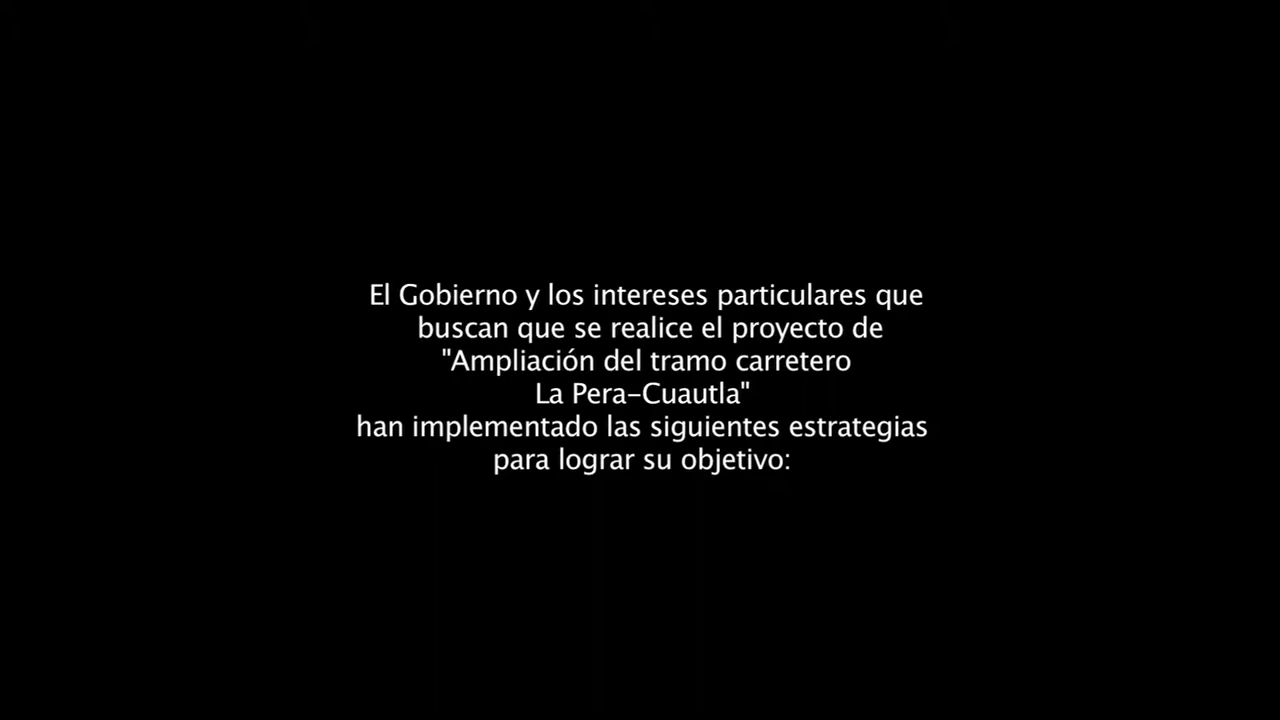 El Gobierno y los intereses particulares que
buscan que se realice el proyecto de
"Ampliación del tramo carretero
La Pera-Cuautla"
han implementado las siguientes estrategias
para lograr su objetivo: